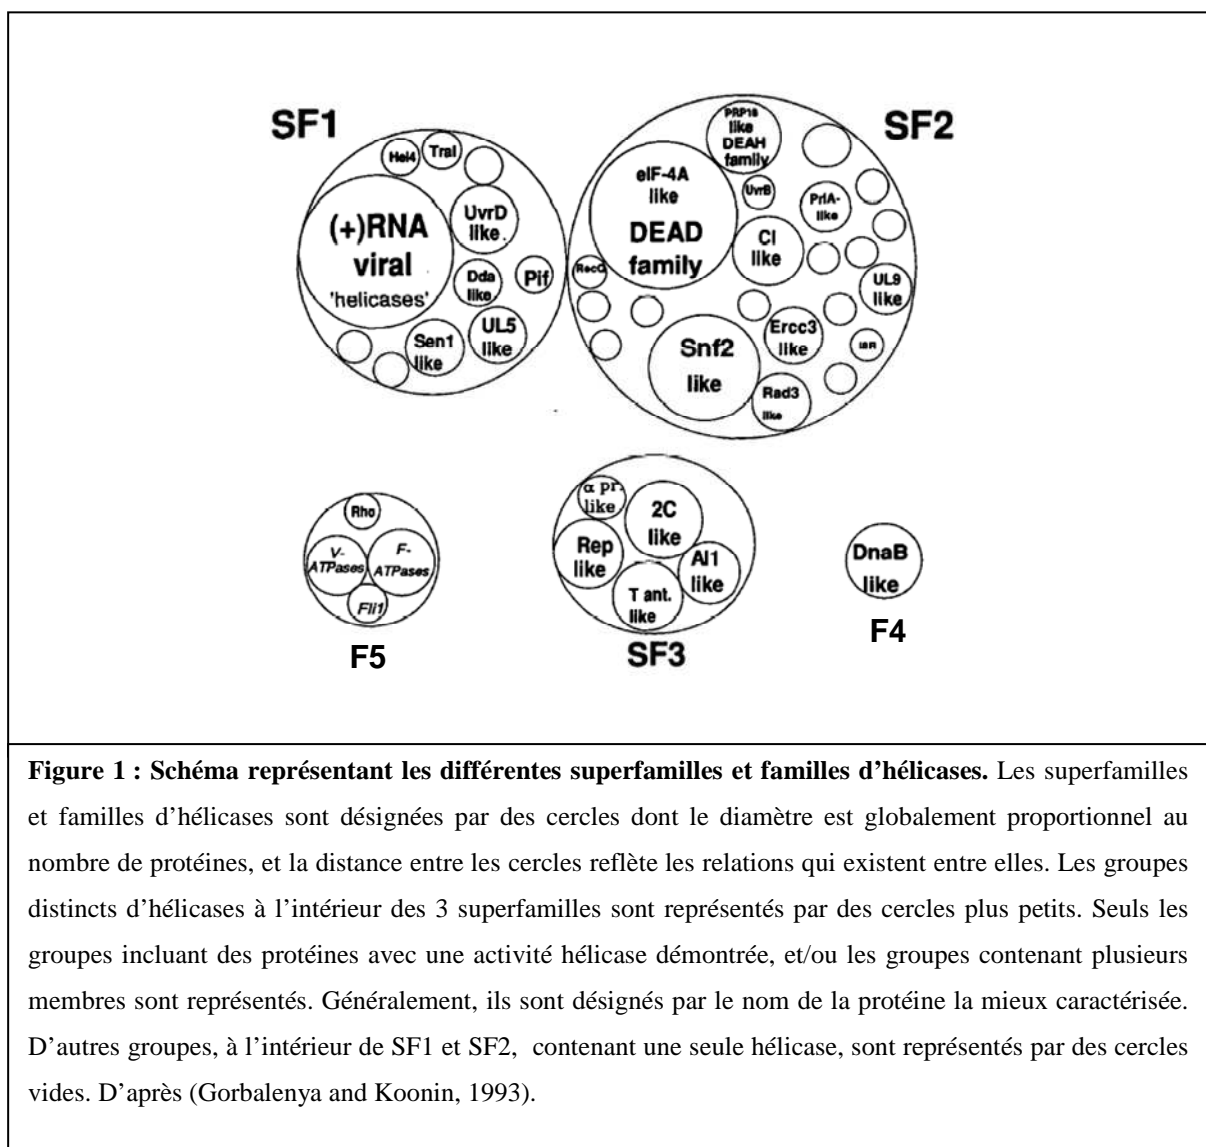 SF1
Hel4
TraI
(+)RNA
viral
'helicases'
UvrD
like.
Dda
like.
Pif
Sen1
like
UL5
like
SF2
PRP16
like
DEAH
family
eIF-4A
like
DEAD
family
UvrB
PriA-
like
CI
like
RecG
UL9
like
Snf2
like
Ercc3
like
Rad3
like
F5
Rho
V-
ATPases
F-
ATPases
Fli1
SF3
α pr.
like
2C
like
Rep
like
Al1
like
T ant.
like
DnaB
like
F4
Figure 1 : Schéma représentant les différentes superfamilles et familles d'hélicases. Les superfamilles
et familles d'hélicases sont désignées par des cercles dont le diamètre est globalement proportionnel au
nombre de protéines, et la distance entre les cercles reflète les relations qui existent entre elles. Les groupes
distincts d'hélicases à l'intérieur des 3 superfamilles sont représentés par des cercles plus petits. Seuls les
groupes incluant des protéines avec une activité hélicase démontrée, et/ou les groupes contenant plusieurs
membres sont représentés. Généralement, ils sont désignés par le nom de la protéine la mieux caractérisée.
D'autres groupes, à l'intérieur de SF1 et SF2, contenant une seule hélicase, sont représentés par des cercles
vides. D'après (Gorbalenya and Koonin, 1993).